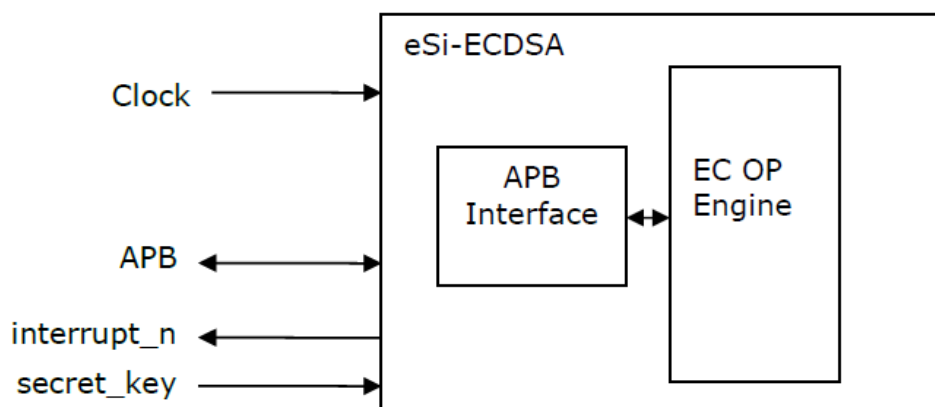 eSi-ECDSA
Clock
APB
Interface
EC OP
Engine
APB
interrupt_n
secret_key